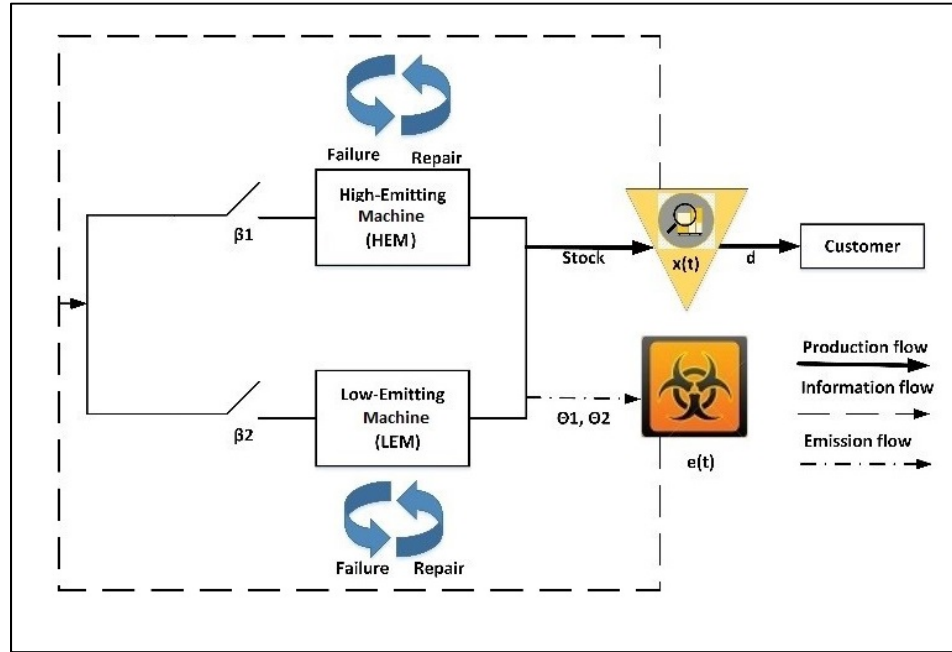 Failure Repair
High-Emitting
Machine
(HEM)
β1
Stock
x(t)
d
Customer
Low-Emitting
Machine
(LEM)
β2
Θ1, Θ2
e(t)
Failure Repair
Production flow
Information flow
Emission flow